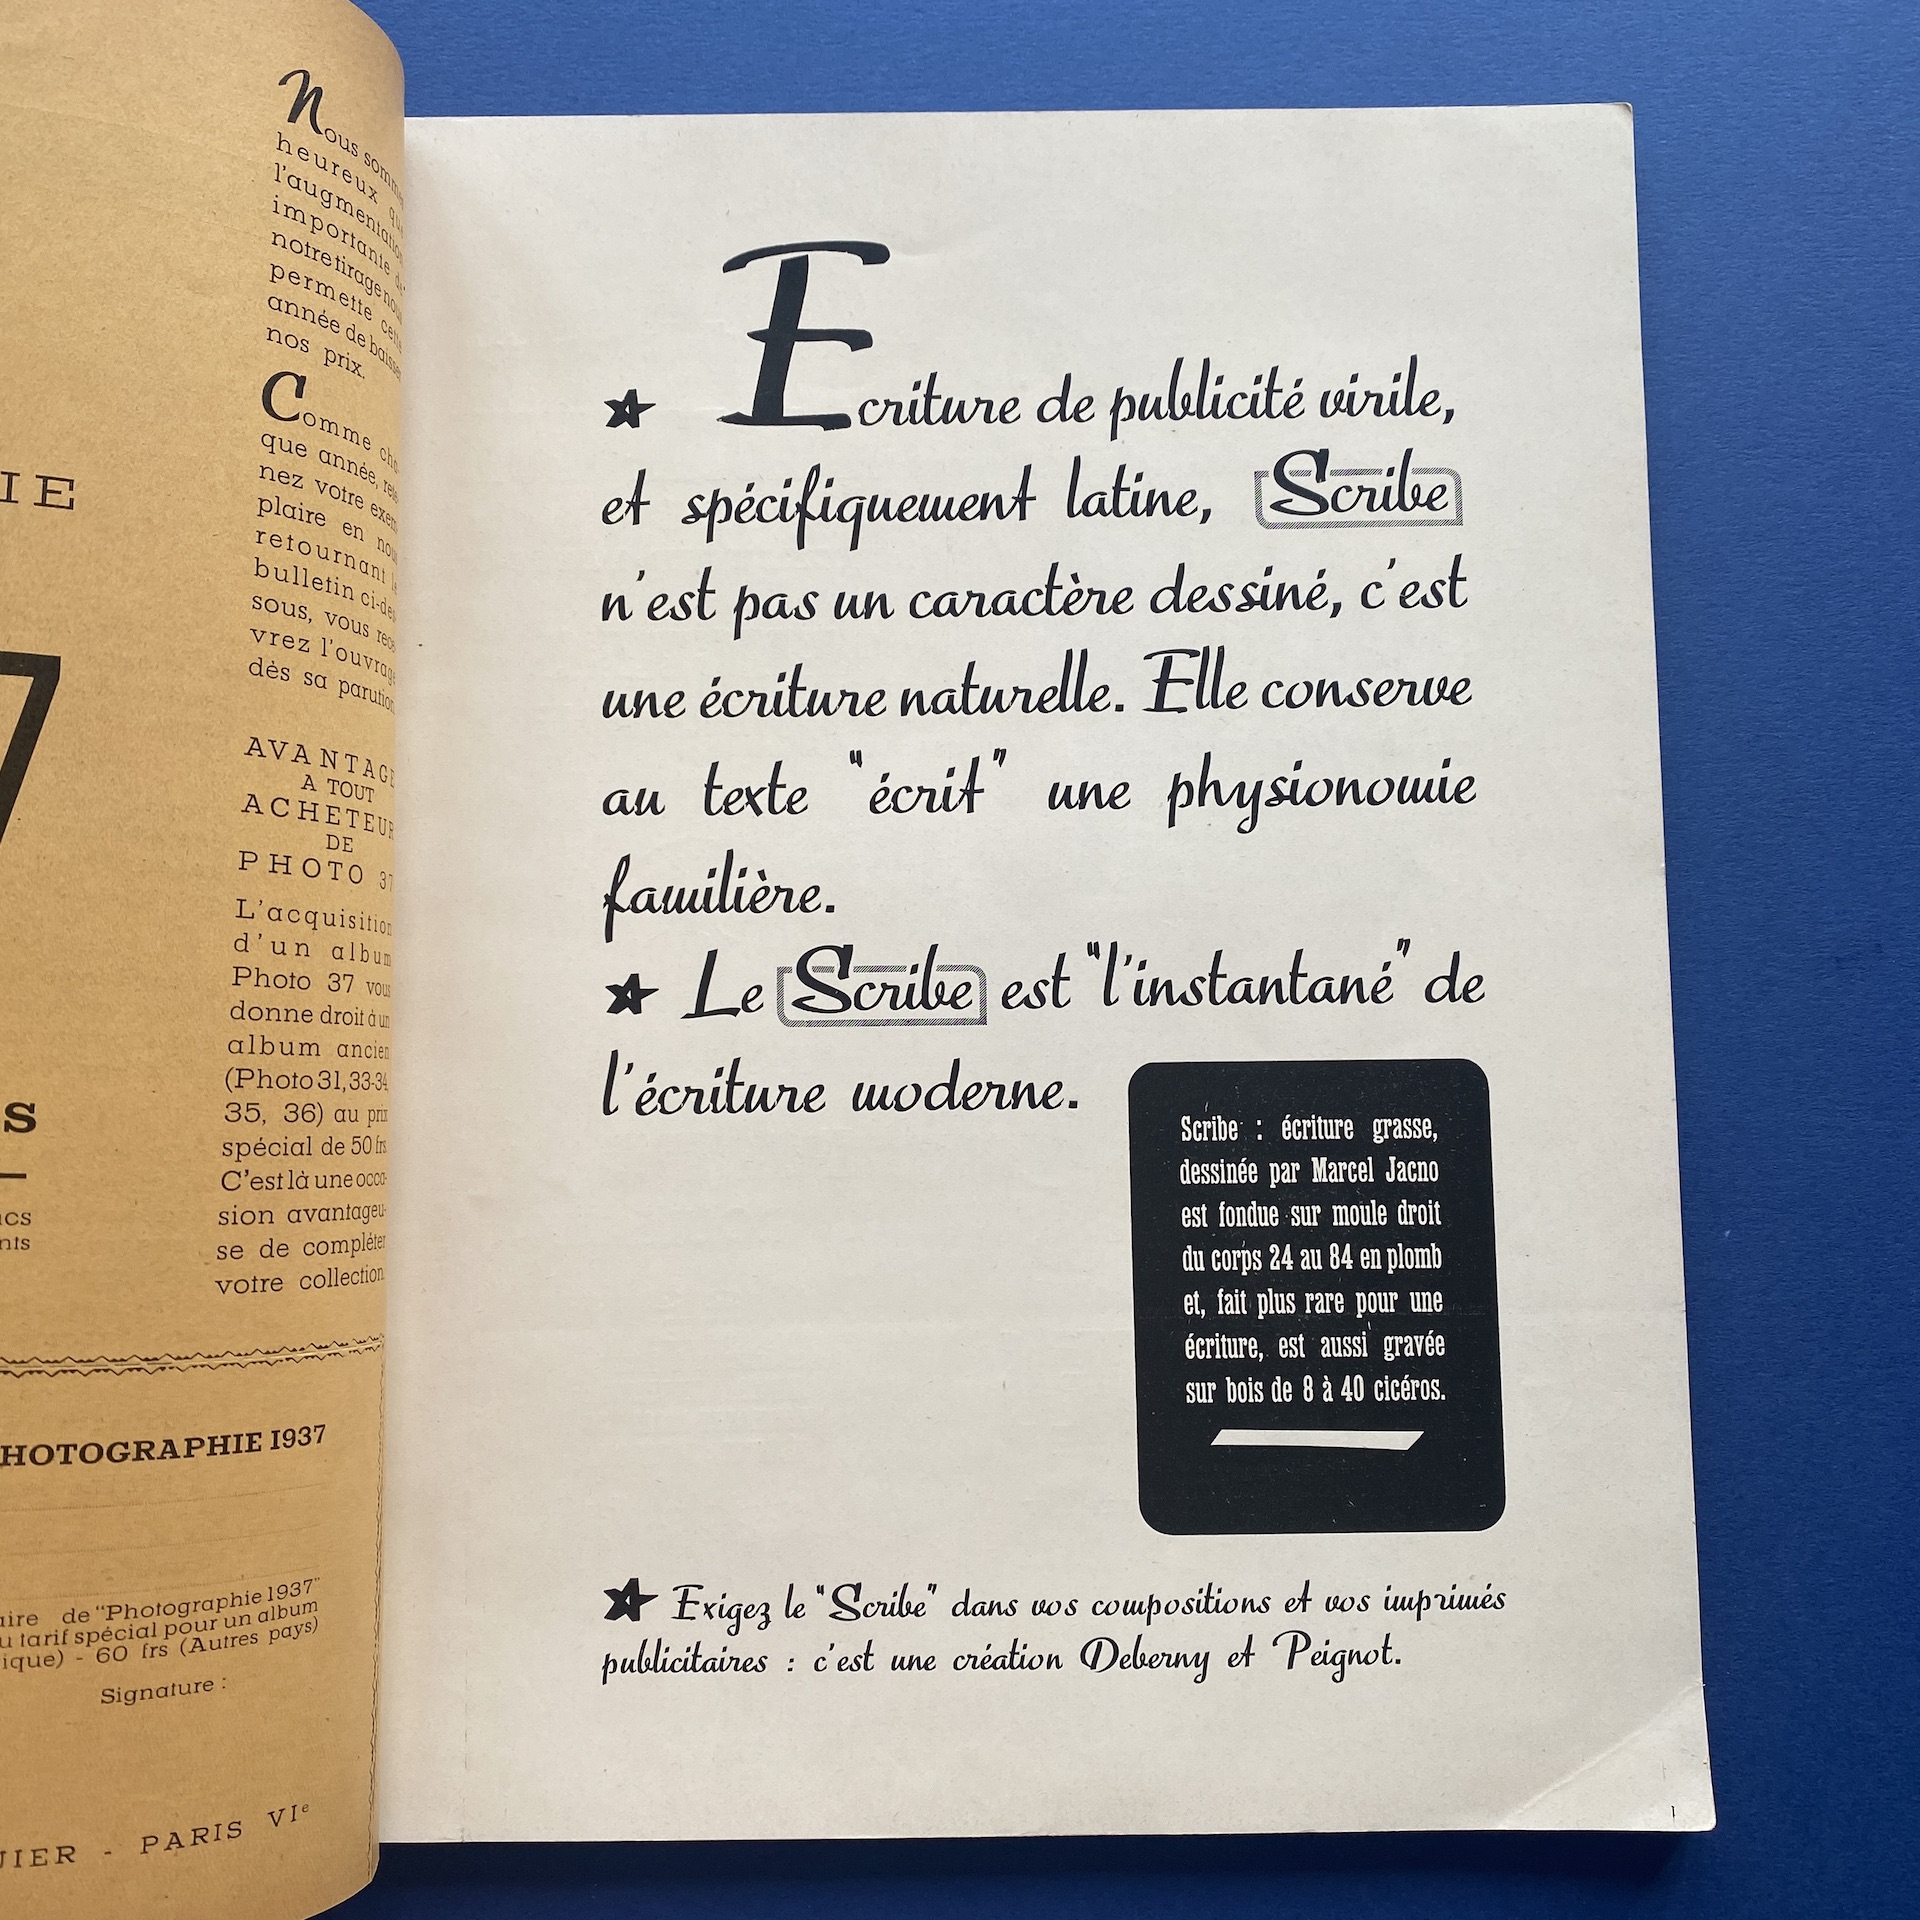 IE
7
S
ncs
nts
Nous sommes
heureux que
l'augmentation
importante de
notre tirage nous
permette cette
année de baisser
nos prix.
Comme cha-
que année, rete-
nez votre exem-
plaire en nous
retournant le
bulletin ci-des-
sous, vous rece-
vrez l'ouvrage
dès sa parution
AVANTAGE
A TOUT
ACHETEUR
DE
PHOTO 37
L'acquisition
d'un album
Photo 37 vous
donne droit à un
album ancien
(Photo 31, 33-34
35, 36) au prix
spécial de 50 frs.
C'est là une occa-
sion avantageu-
se de compléter
votre collection
HOTOGRAPHIE 1937
aire de "Photographie 1937"
u tarif spécial pour un album
ique) - 60 frs (Autres pays)
Signature :
UIER - PARIS VIe
Ecriture de publicité virile,
et spécifiquement latine, Scribe
n'est pas un caractère dessiné, c'est
une écriture naturelle. Elle conserve
au texte "écrit" une physionomie
familière.
Le Scribe est "l'instantané" de
l'écriture moderne.
Scribe : écriture grasse,
dessinée par Marcel Jacno
est fondue sur moule droit
du corps 24 au 84 en plomb
et, fait plus rare pour une
écriture, est aussi gravée
sur bois de 8 à 40 cicéros.
Exigez le "Scribe" dans vos compositions et vos imprimés
publicitaires : c'est une création Deberny et Peignot.
1